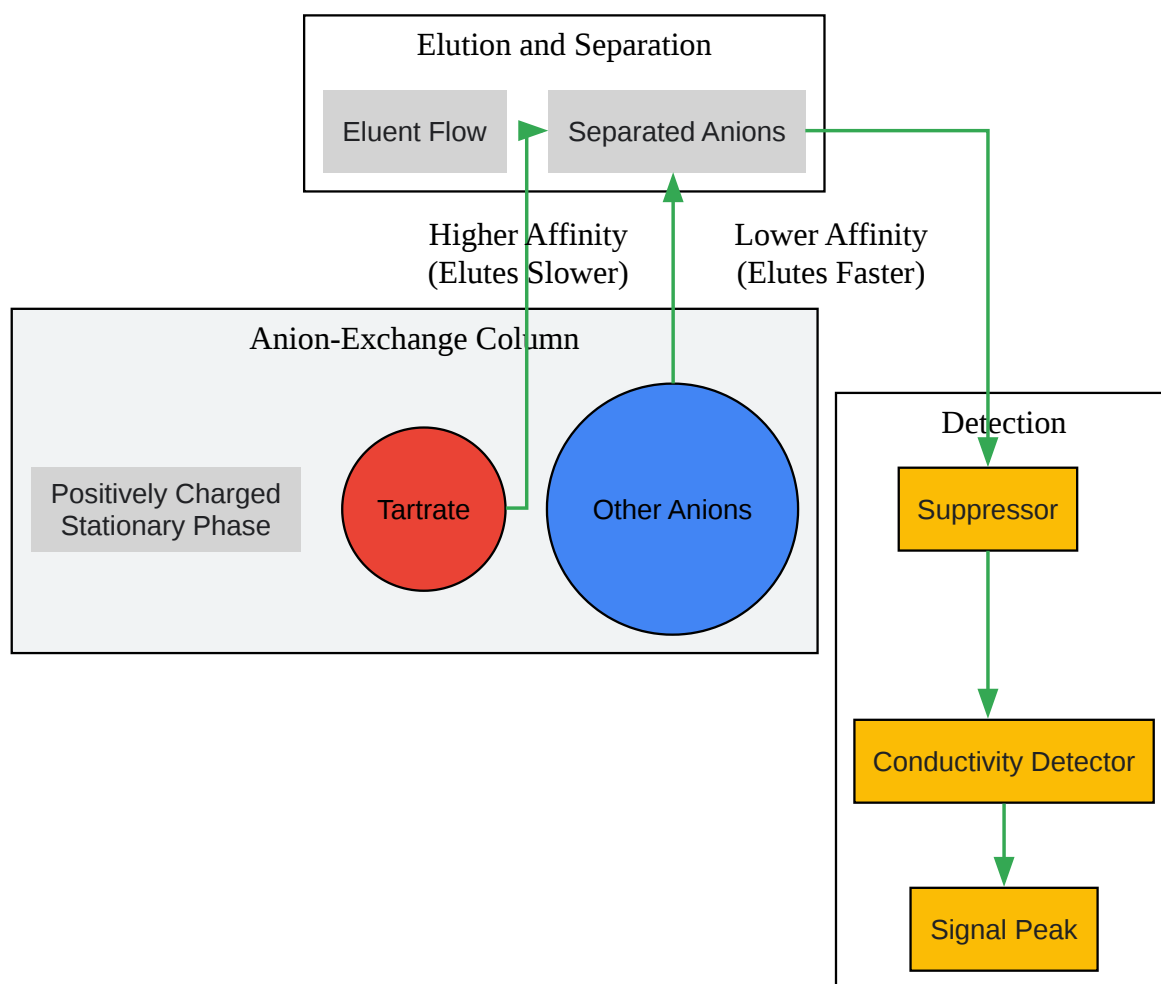 Elution and Separation
Eluent Flow
Separated Anions
Higher Affinity
(Elutes Slower)
Lower Affinity
(Elutes Faster)
Anion-Exchange Column
Positively Charged
Stationary Phase
Tartrate
Other Anions
Detection
Suppressor
Conductivity Detector
Signal Peak